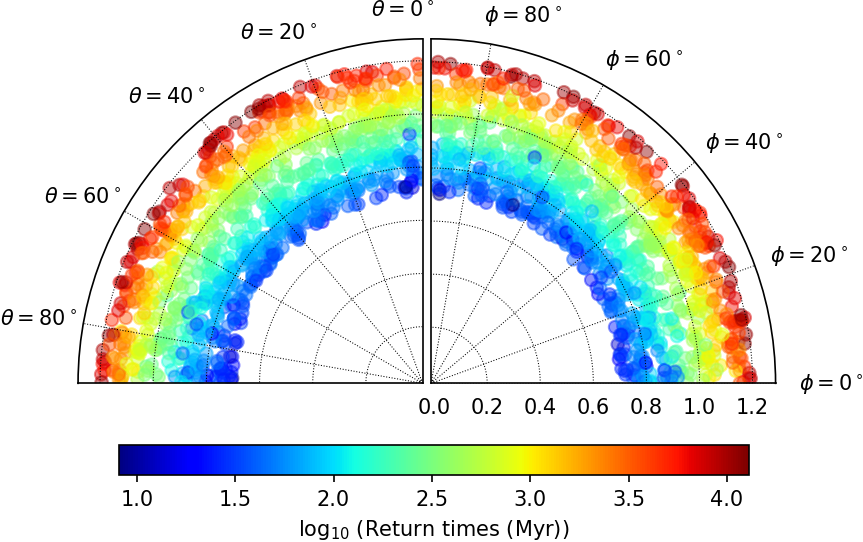 θ = 0° ϕ = 80°
θ = 20° ϕ = 60°
θ = 40° ϕ = 40°
θ = 60° ϕ = 20°
θ = 80° ϕ = 0°
0.0 0.2 0.4 0.6 0.8 1.0 1.2
1.0 1.5 2.0 2.5 3.0 3.5 4.0
log₁₀ (Return times (Myr))